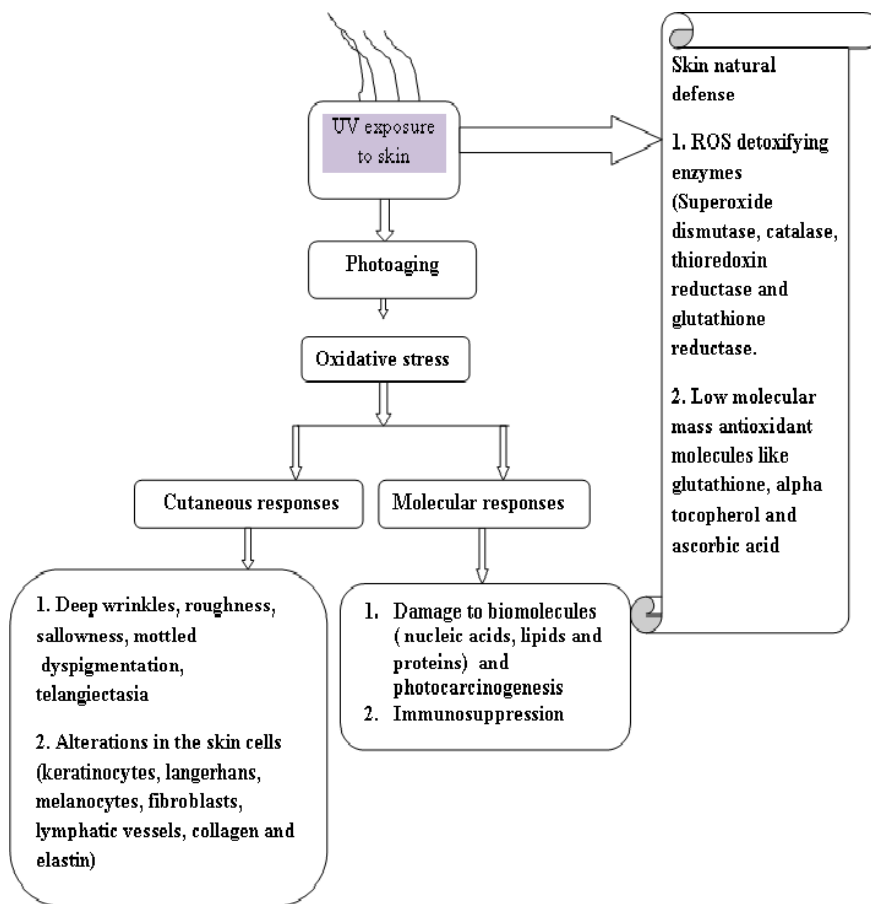 UV exposure
to skin
Photoaging
Oxidative stress
Cutaneous responses
Molecular responses
1. Deep wrinkles, roughness,
sallowness, mottled
dyspigmentation,
telangiectasia
2. Alterations in the skin cells
(keratinocytes, langerhans,
melanocytes, fibroblasts,
lymphatic vessels, collagen and
elastin)
1. Damage to biomolecules
( nucleic acids, lipids and
proteins) and
photocarcinogenesis
2. Immunosuppression
Skin natural
defense
1. ROS detoxifying
enzymes
(Superoxide
dismutase, catalase,
thioredoxin
reductase and
glutathione
reductase.
2. Low molecular
mass antioxidant
molecules like
glutathione, alpha
tocopherol and
ascorbic acid